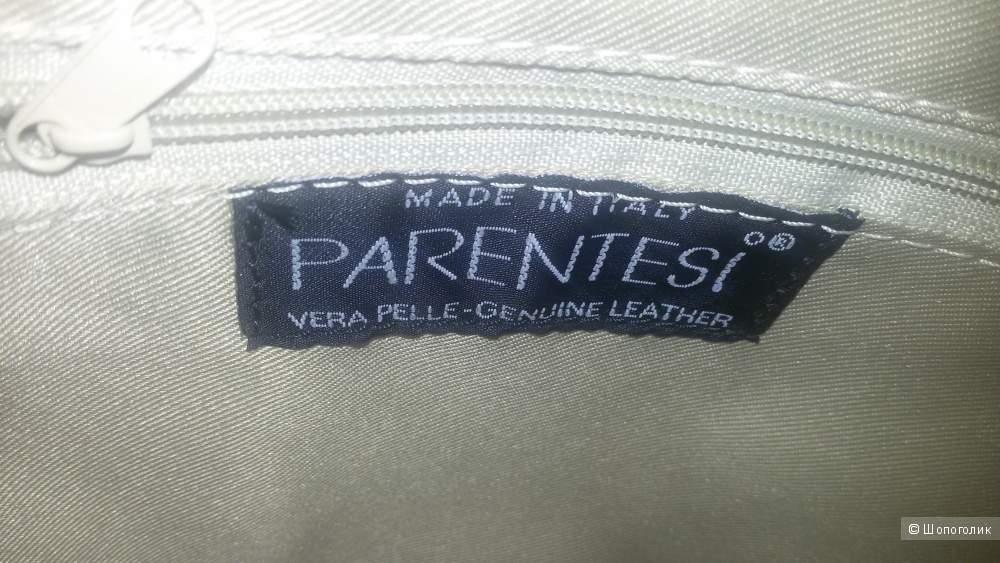 MADE IN ITALY
PARENTESI °®
VERA PELLE-GENUINE LEATHER
© Шопоголик